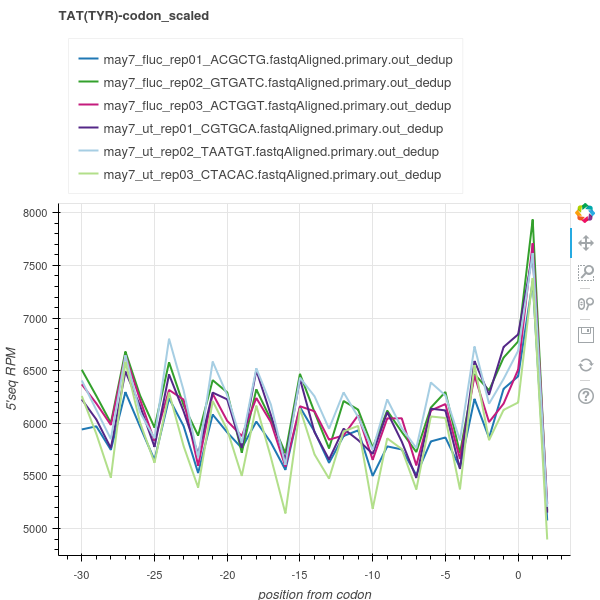 TAT(TYR)-codon_scaled
may7_fluc_rep01_ACGCTG.fastqAligned.primary.out_dedup
may7_fluc_rep02_GTGATC.fastqAligned.primary.out_dedup
may7_fluc_rep03_ACTGGT.fastqAligned.primary.out_dedup
may7_ut_rep01_CGTGCA.fastqAligned.primary.out_dedup
may7_ut_rep02_TAATGT.fastqAligned.primary.out_dedup
may7_ut_rep03_CTACAC.fastqAligned.primary.out_dedup
8000
7500
7000
6500
6000
5500
5000
5'seq RPM
-30 -25 -20 -15 -10 -5 0
position from codon